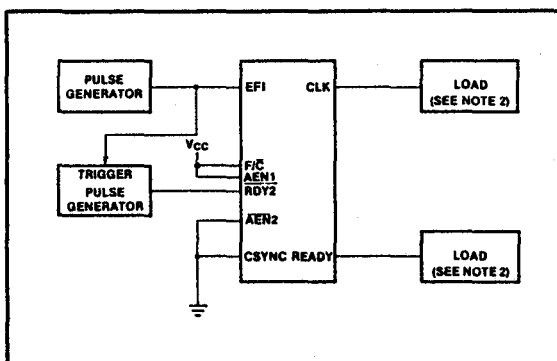 PULSE
GENERATOR
EFI
CLK
LOAD
(SEE NOTE 2)
VCC
TRIGGER
PULSE
GENERATOR
F/C̅
AEN1
RDY2
AEN2
CSYNC READY
LOAD
(SEE NOTE 2)